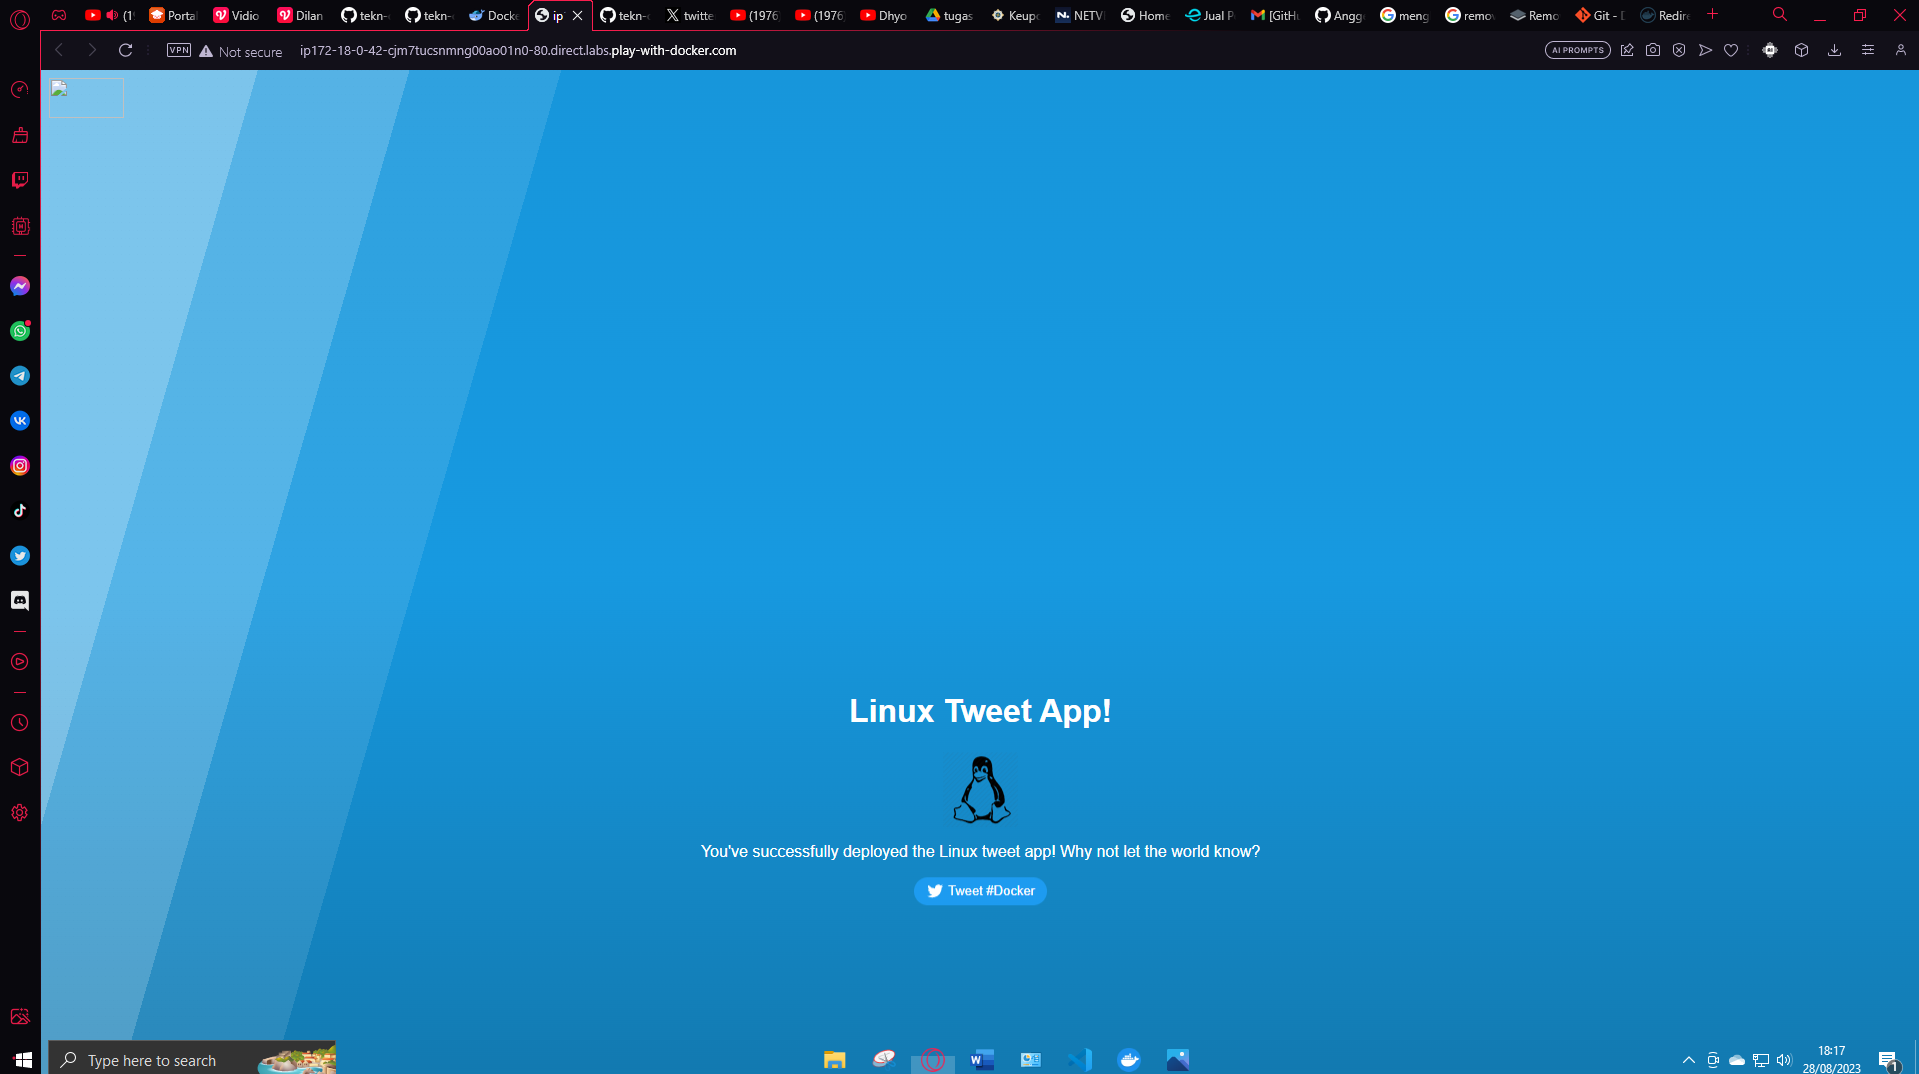 (1
Portal
Vidio
Dilan
tekn-
tekn-
Docke
ip
tekn-
twitte
(1976
(1976
Dhyo
tugas
Keupo
NETV
Home
Jual P
[GitHu
Angg
meng
remo
Remo
Git - D
Redire
VPN
Not secure
ip172-18-0-42-cjm7tucsnmng00ao01n0-80.direct.labs.play-with-docker.com
AI PROMPTS
Linux Tweet App!
You've successfully deployed the Linux tweet app! Why not let the world know?
Tweet #Docker
Type here to search
18:17
28/08/2023
1